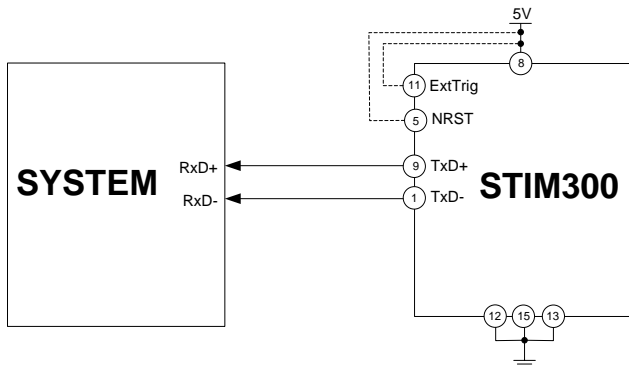 5V
8
11 ExtTrig
5 NRST
RxD+ 9 TxD+
SYSTEM STIM300
RxD- 1 TxD-
12 15 13